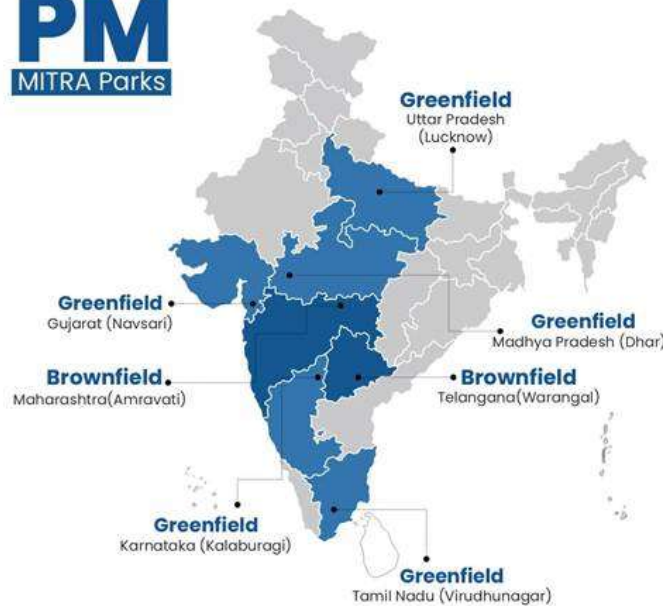 PM
MITRA Parks
Greenfield
Uttar Pradesh
(Lucknow)
Greenfield
Gujarat (Navsari)
Greenfield
Madhya Pradesh (Dhar)
Brownfield
Maharashtra(Amravati)
Brownfield
Telangana(Warangal)
Greenfield
Karnataka (Kalaburagi)
Greenfield
Tamil Nadu (Virudhunagar)